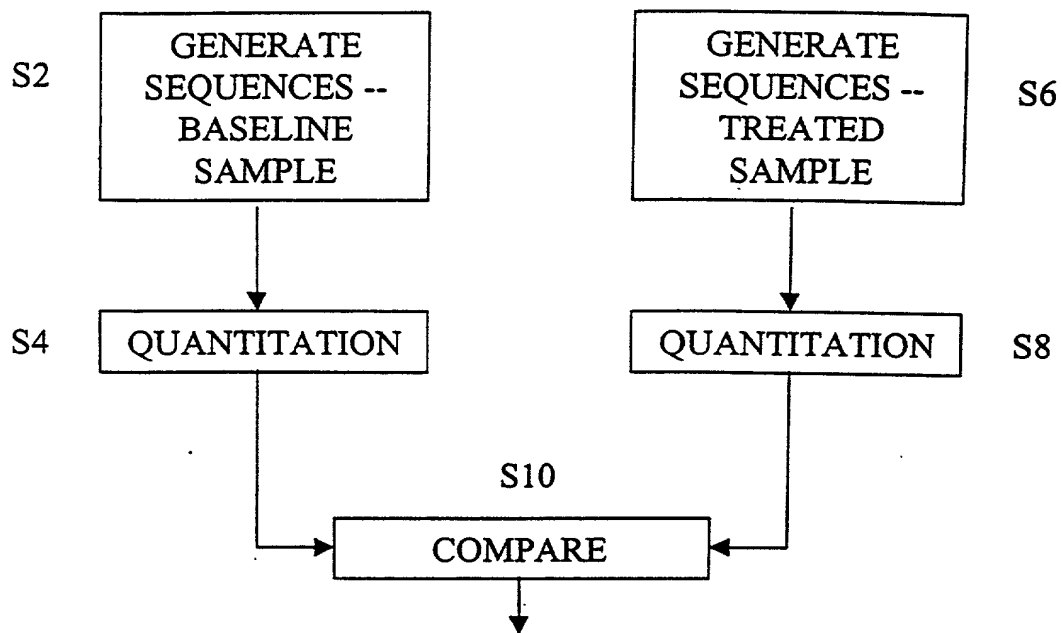 S2
GENERATE
SEQUENCES --
BASELINE
SAMPLE
GENERATE
SEQUENCES --
TREATED
SAMPLE
S6
S4
QUANTITATION
QUANTITATION
S8
S10
COMPARE